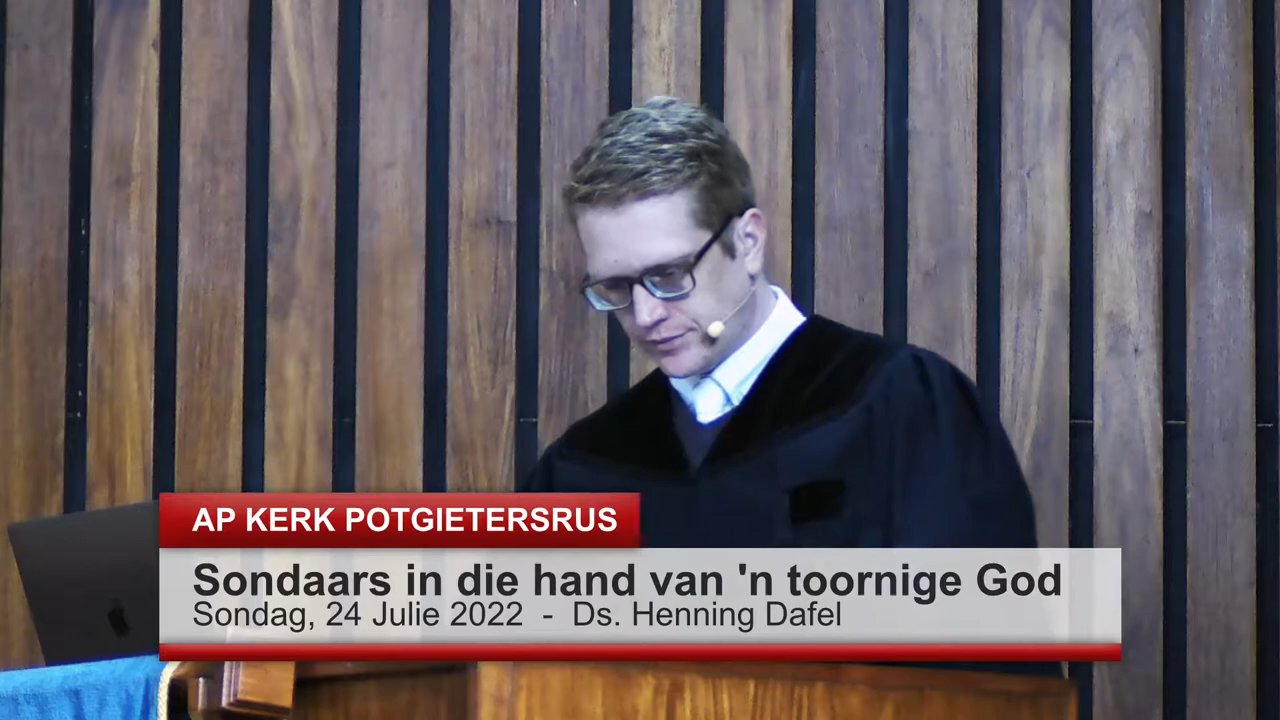 AP KERK POTGIETERSRUS
Sondaars in die hand van 'n toornige God
Sondag, 24 Julie 2022 - Ds. Henning Dafel